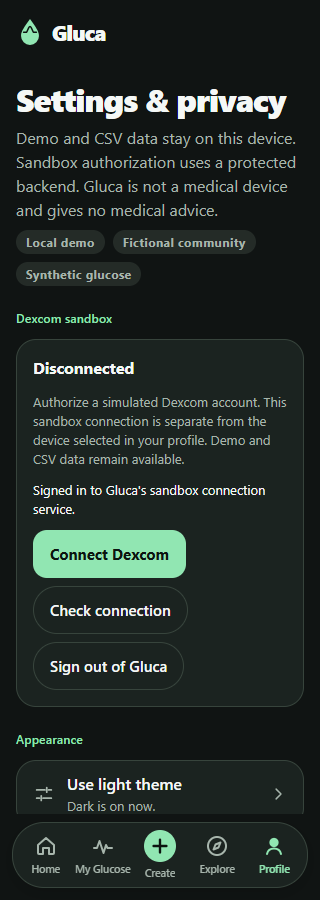 Gluca
Settings & privacy
Demo and CSV data stay on this device.
Sandbox authorization uses a protected
backend. Gluca is not a medical device
and gives no medical advice.
Local demo
Fictional community
Synthetic glucose
Dexcom sandbox
Disconnected
Authorize a simulated Dexcom account. This
sandbox connection is separate from the
device selected in your profile. Demo and
CSV data remain available.
Signed in to Gluca's sandbox connection
service.
Connect Dexcom
Check connection
Sign out of Gluca
Appearance
Use light theme
Dark is on now.
Home
My Glucose
Create
Explore
Profile